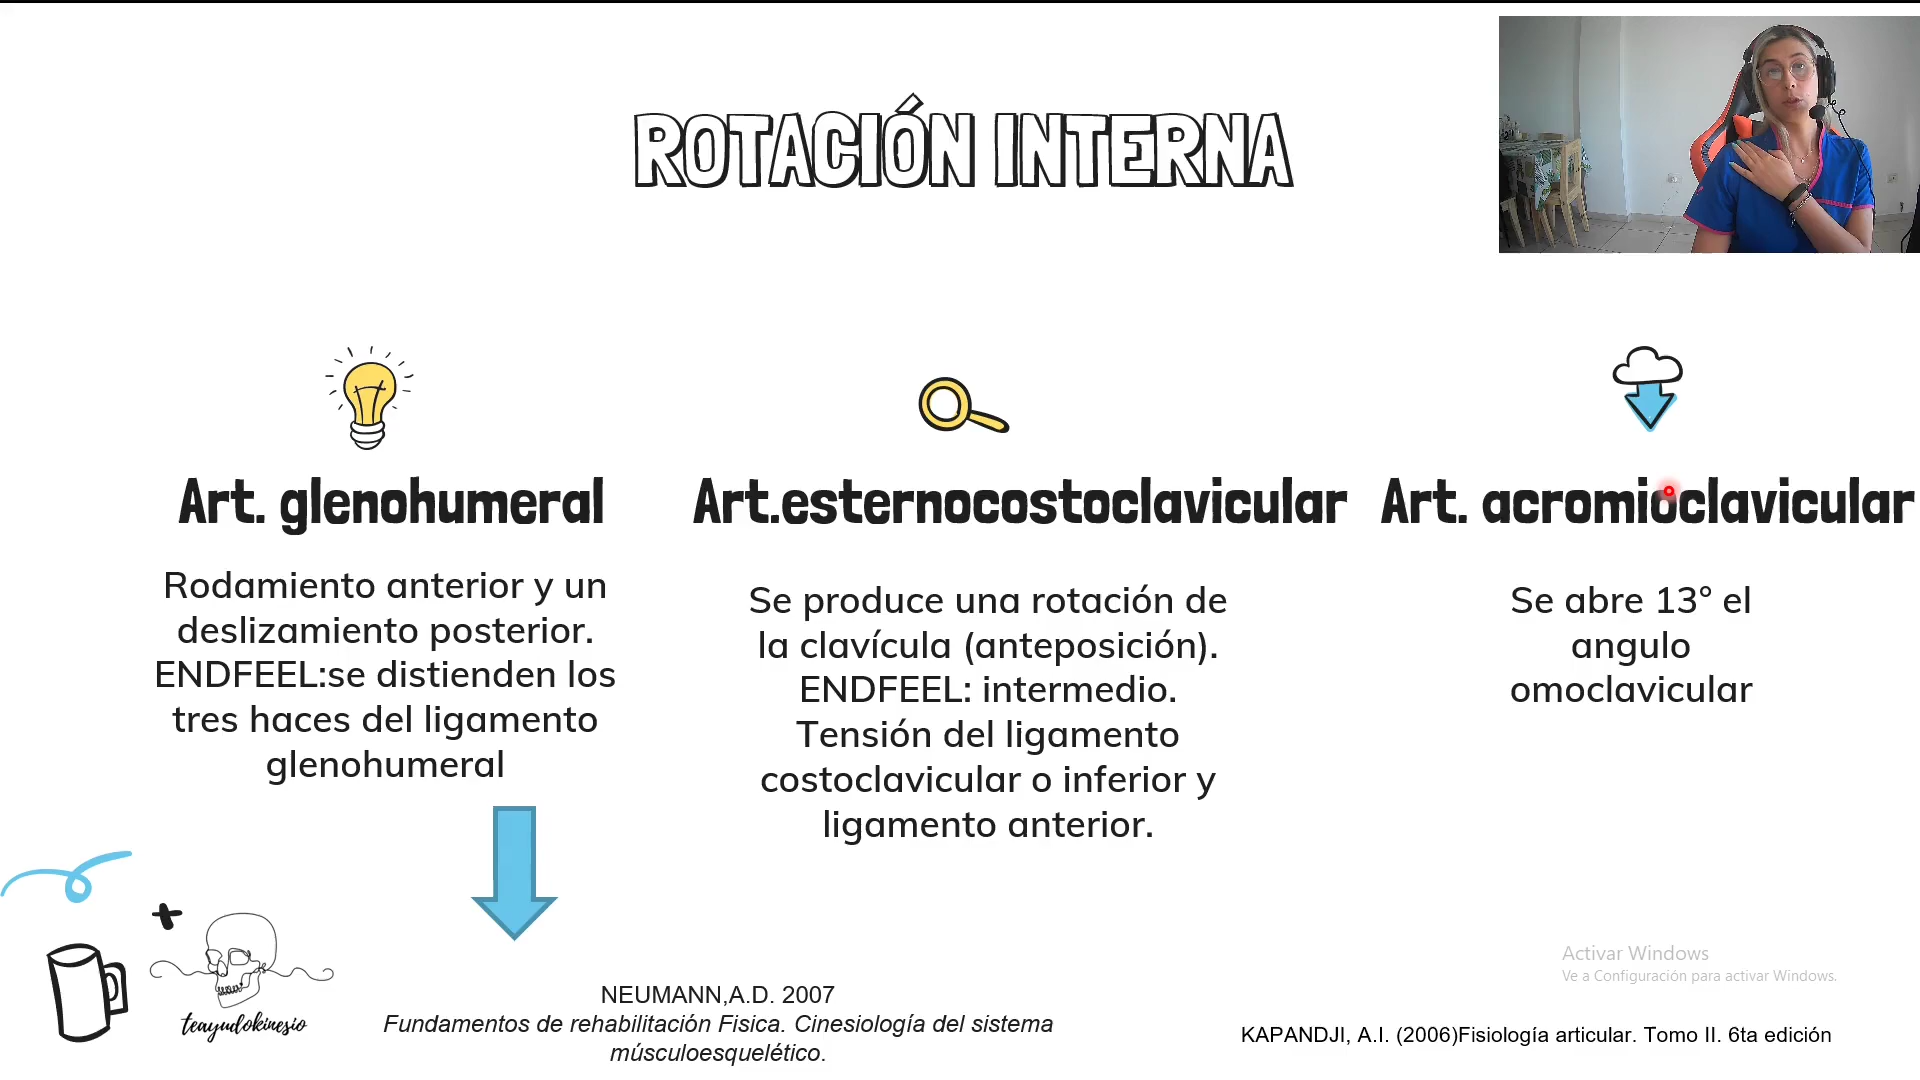 ROTACIÓN INTERNA
Art. glenohumeral
Rodamiento anterior y un
deslizamiento posterior.
ENDFEEL:se distienden los
tres haces del ligamento
glenohumeral
Art.esternocostoclavicular
Se produce una rotación de
la clavícula (anteposición).
ENDFEEL: intermedio.
Tensión del ligamento
costoclavicular o inferior y
ligamento anterior.
Art. acromioclavicular
Se abre 13° el
angulo
omoclavicular
teayudokinesio
NEUMANN,A.D. 2007
Fundamentos de rehabilitación Fisica. Cinesiología del sistema
músculoesquelético.
Activar Windows
Ve a Configuración para activar Windows.
KAPANDJI, A.I. (2006)Fisiología articular. Tomo II. 6ta edición